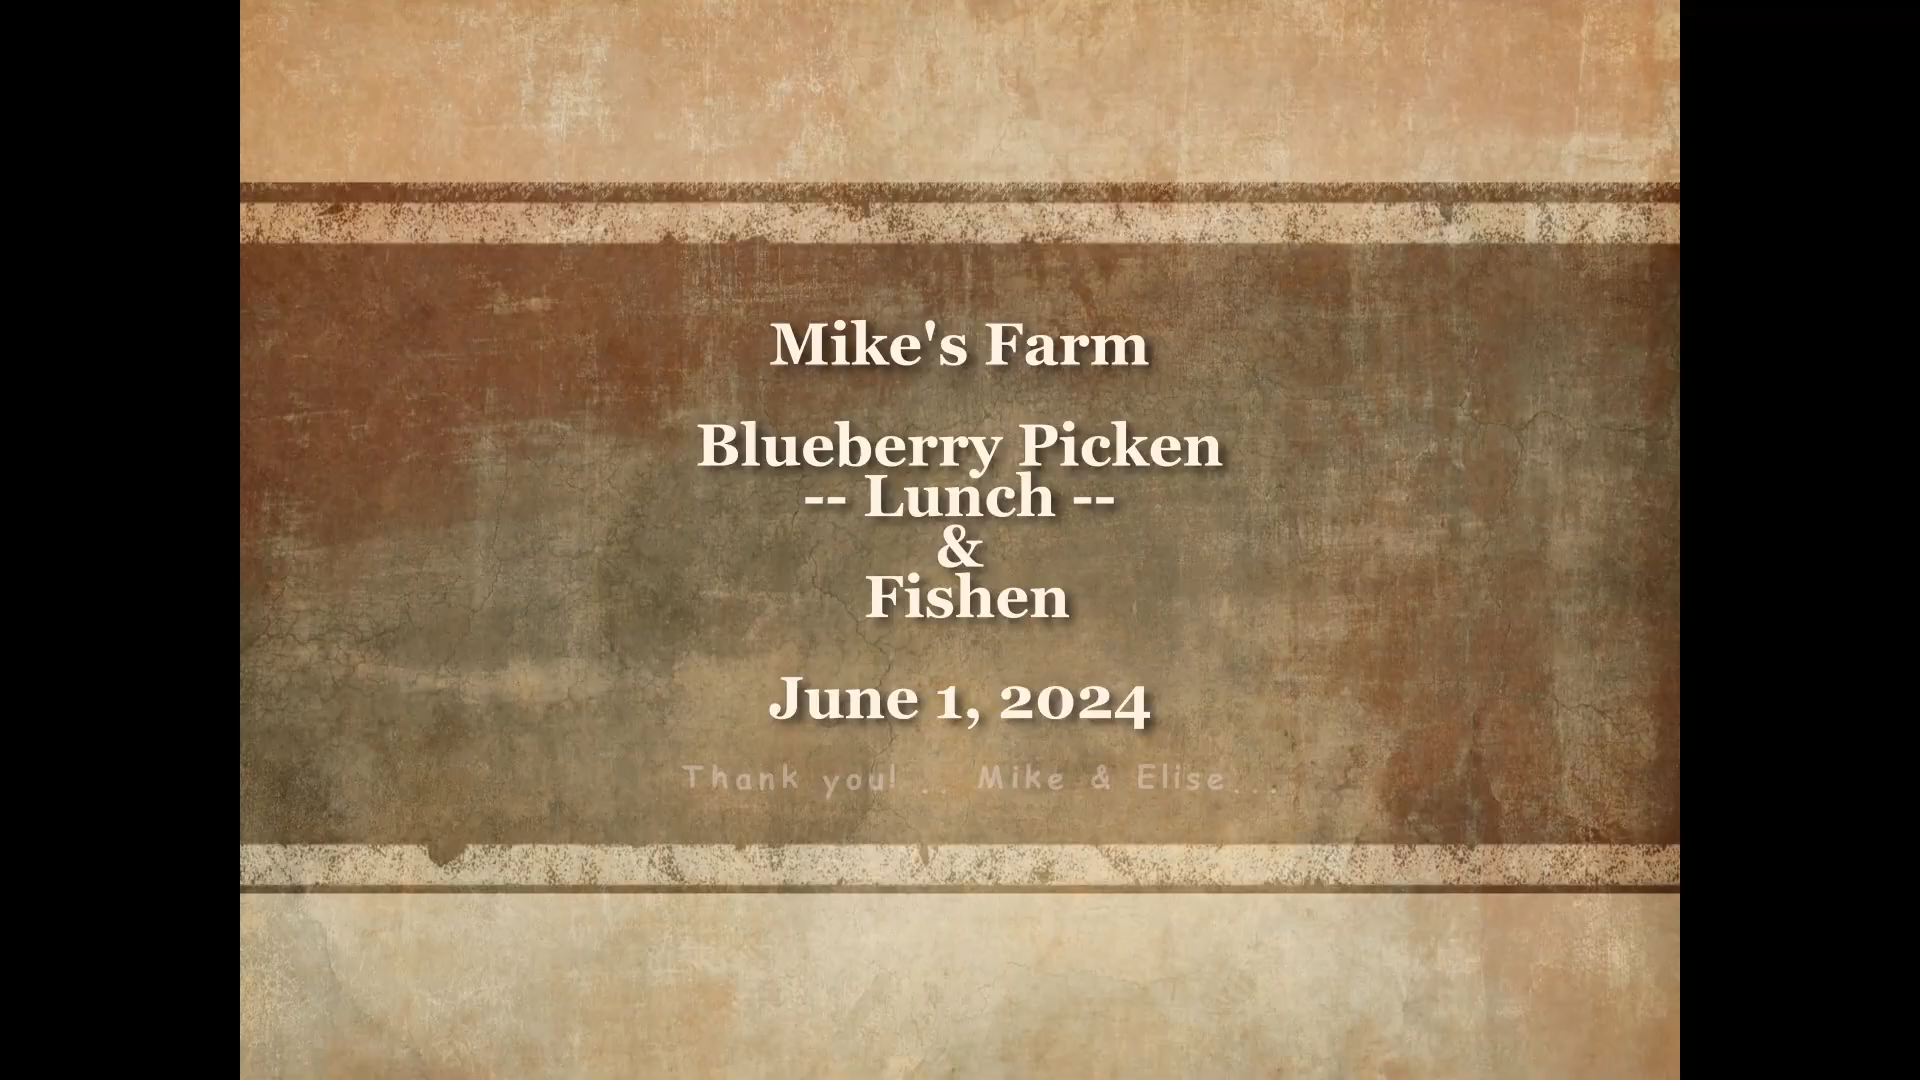 Mike's Farm
Blueberry Picken
-- Lunch --
&
Fishen
June 1, 2024
Thank you! .. Mike & Elise...